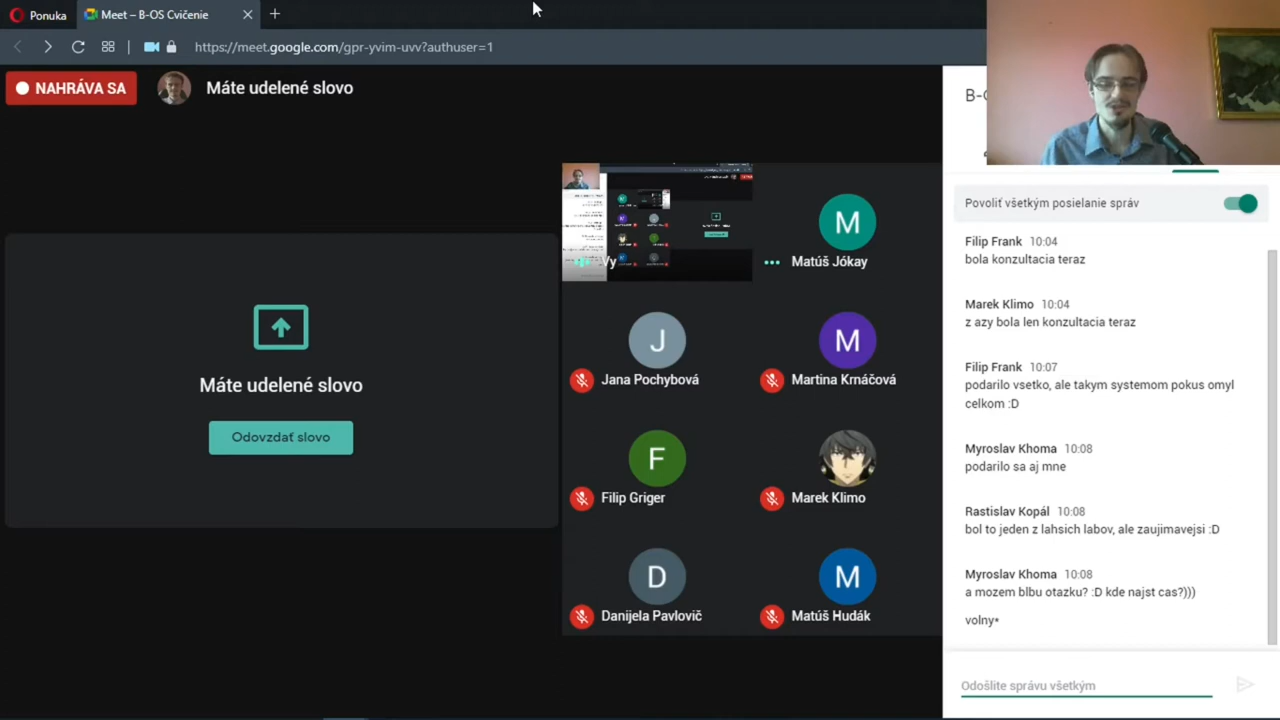 Ponuka
Meet – B-OS Cvičenie
https://meet.google.com/gpr-yvim-uvv?authuser=1
NAHRÁVA SA
Máte udelené slovo
Máte udelené slovo
Odovzdať slovo
Vy
M
Matúš Jókay
J
Jana Pochybová
M
Martina Krnáčová
F
Filip Griger
Marek Klimo
D
Danijela Pavlovič
M
Matúš Hudák
Povoliť všetkým posielanie správ
Filip Frank 10:04
bola konzultacia teraz
Marek Klimo 10:04
z azy bola len konzultacia teraz
Filip Frank 10:07
podarilo vsetko, ale takym systemom pokus omyl
celkom :D
Myroslav Khoma 10:08
podarilo sa aj mne
Rastislav Kopál 10:08
bol to jeden z lahsich labov, ale zaujimavejsi :D
Myroslav Khoma 10:08
a mozem blbu otazku? :D kde najst cas?)))
volny*
Odošlite správu všetkým